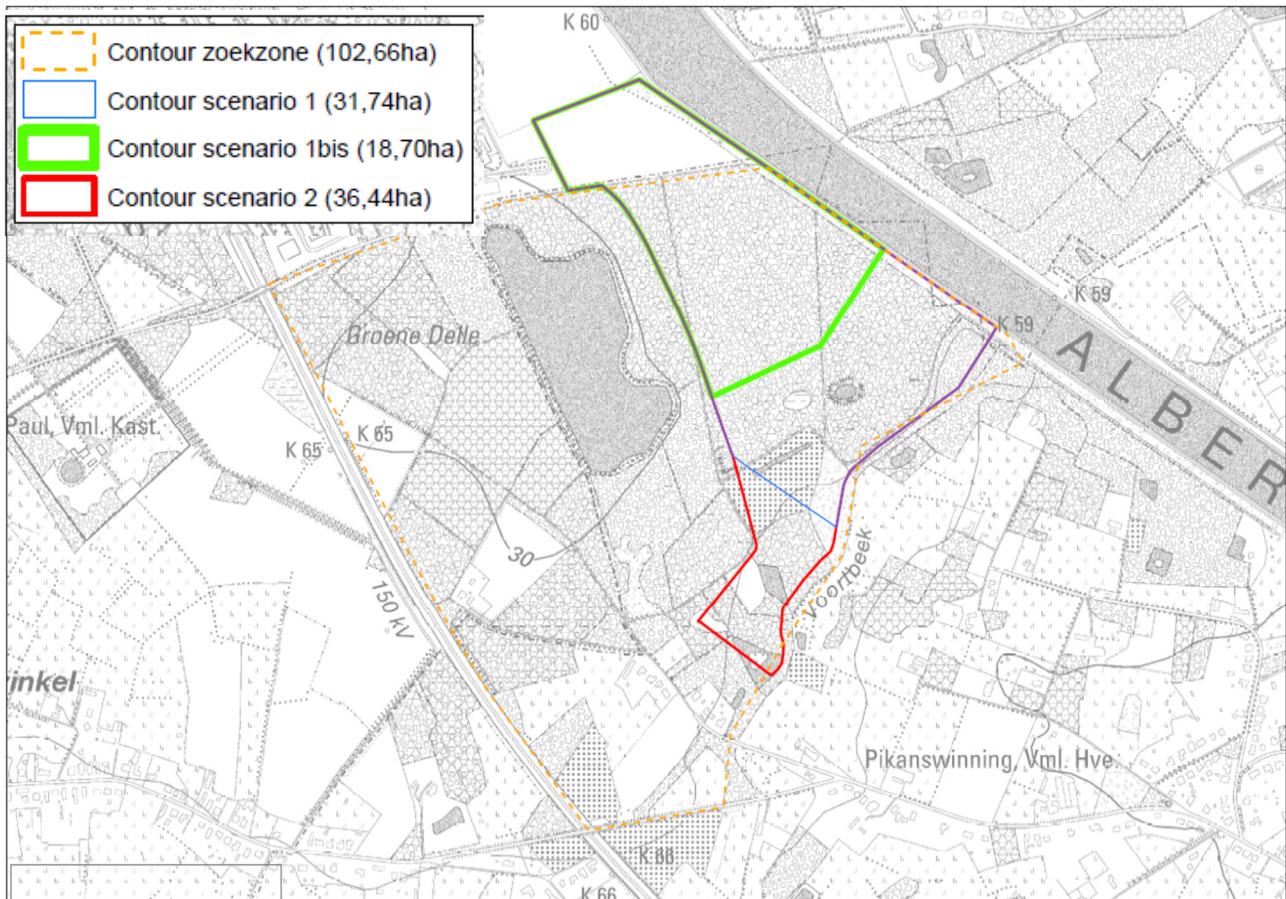 Contour zoekzone (102,66ha)
Contour scenario 1 (31,74ha)
Contour scenario 1bis (18,70ha)
Contour scenario 2 (36,44ha)
K 60
K 59
K 59
ALBER
Groene Delle
Paul, Vml. Kast.
K 65
K 65
30
Voortbeek
150 kV
inkel
Pikanswinning, Vml. Hve
K 66
K 66